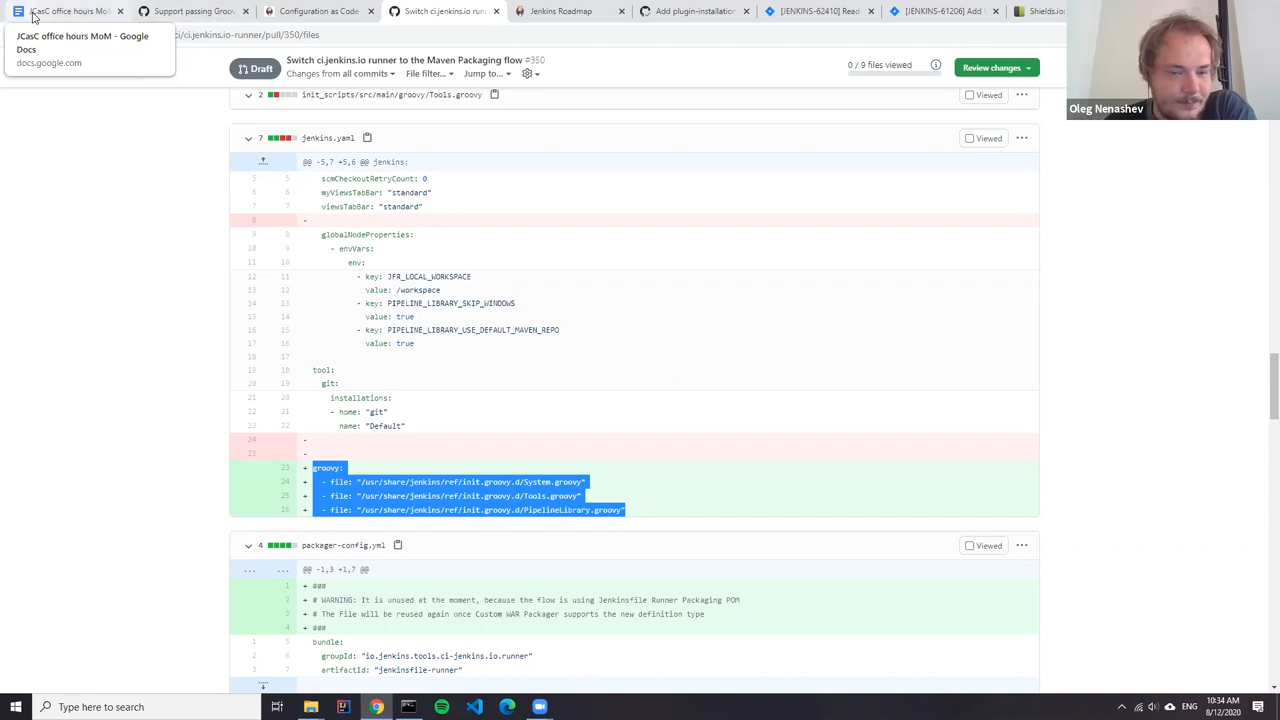 JCasC office hours Mo
Support passing Groov
Configuration as Code
Switch ci.jenkins.io run
Jenkins Roadmap
Add plugin-installation-
[JENKINS-62410] Read
[JENKINS-61206] Add
Shields.io
JCasC office hours MoM - Google
Docs
docs.google.com
ci.jenkins.io-runner/pull/350/files
Oleg Nenashev
Draft
Switch ci.jenkins.io runner to the Maven Packaging flow #350
Changes from all commits File filter... Jump to...
0 / 9 files viewed
Review changes
2 init_scripts/src/main/groovy/Tools.groovy
Viewed
7 jenkins.yaml
Viewed
@@ -5,7 +5,6 @@ jenkins:
5 5 scmCheckoutRetryCount: 0
6 6 myViewsTabBar: "standard"
7 7 viewsTabBar: "standard"
8 -
9 8 globalNodeProperties:
10 9 - envVars:
11 10 env:
12 11 - key: JFR_LOCAL_WORKSPACE
13 12 value: /workspace
14 13 - key: PIPELINE_LIBRARY_SKIP_WINDOWS
15 14 value: true
16 15 - key: PIPELINE_LIBRARY_USE_DEFAULT_MAVEN_REPO
17 16 value: true
18 17
19 18 tool:
20 19 git:
21 20 installations:
22 21 - home: "git"
23 22 name: "Default"
24 -
25 -
23 + groovy:
24 + - file: "/usr/share/jenkins/ref/init.groovy.d/System.groovy"
25 + - file: "/usr/share/jenkins/ref/init.groovy.d/Tools.groovy"
26 + - file: "/usr/share/jenkins/ref/init.groovy.d/PipelineLibrary.groovy"
4 packager-config.yml
Viewed
... ... @@ -1,3 +1,7 @@
1 + ###
2 + # WARNING: It is unused at the moment, because the flow is using Jenkinsfile Runner Packaging POM
3 + # The File will be reused again once Custom WAR Packager supports the new definition type
4 + ###
1 5 bundle:
2 6 groupId: "io.jenkins.tools.ci-jenkins.io.runner"
3 7 artifactId: "jenkinsfile-runner"
Type here to search
ENG
10:34 AM
8/12/2020